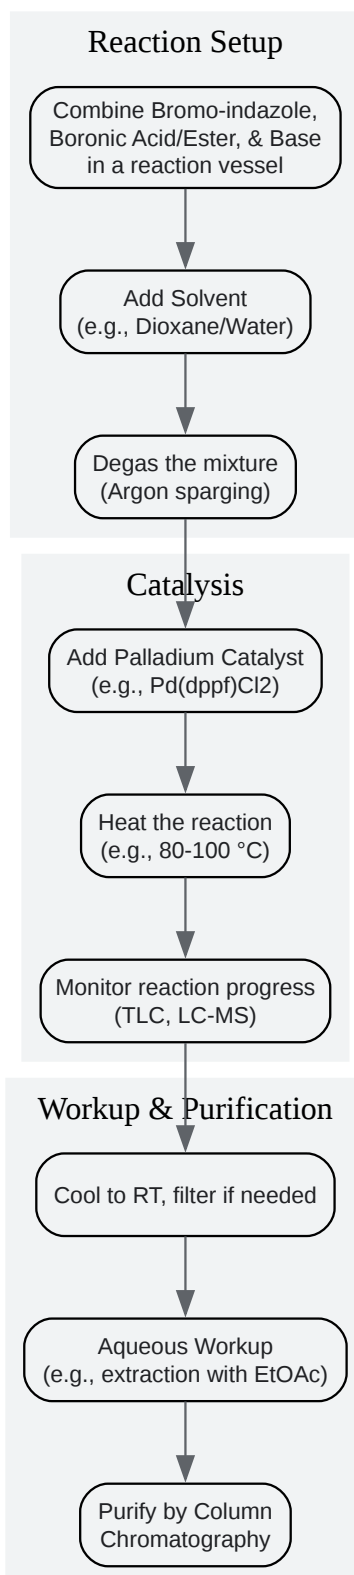 Reaction Setup
Combine Bromo-indazole,
Boronic Acid/Ester, & Base
in a reaction vessel
Add Solvent
(e.g., Dioxane/Water)
Degas the mixture
(Argon sparging)
Catalysis
Add Palladium Catalyst
(e.g., Pd(dppf)Cl2)
Heat the reaction
(e.g., 80-100 °C)
Monitor reaction progress
(TLC, LC-MS)
Workup & Purification
Cool to RT, filter if needed
Aqueous Workup
(e.g., extraction with EtOAc)
Purify by Column
Chromatography